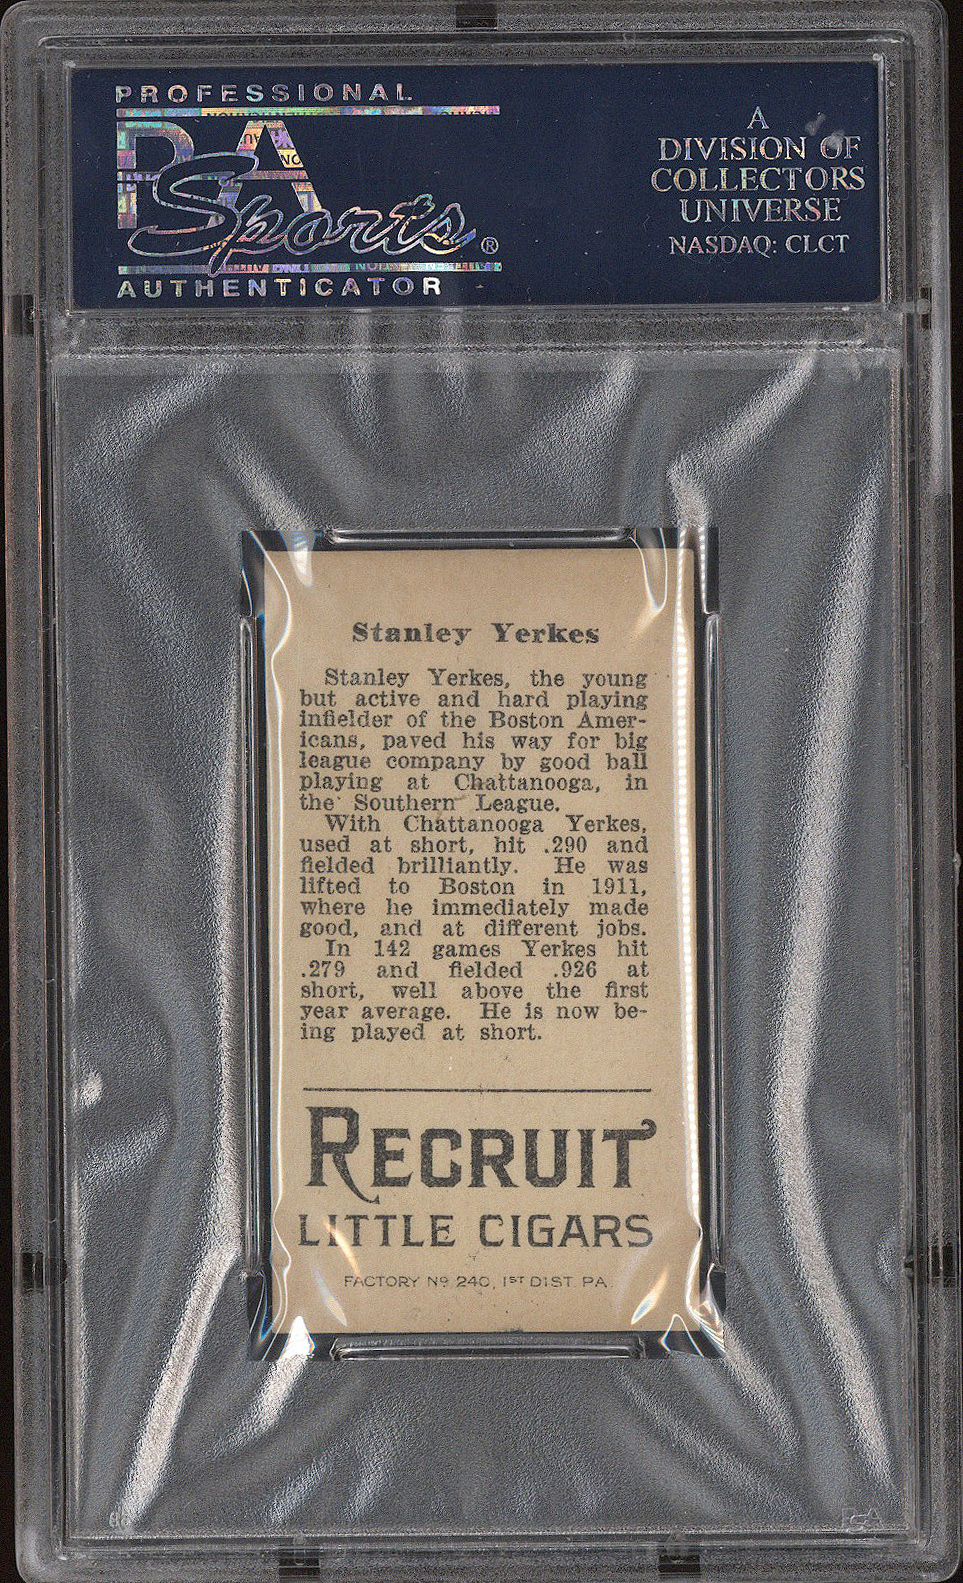 PROFESSIONAL
PSA
Sports®
AUTHENTICATOR
A
DIVISION OF
COLLECTORS
UNIVERSE
NASDAQ: CLCT
Stanley Yerkes
Stanley Yerkes, the young
but active and hard playing
infielder of the Boston Amer-
icans, paved his way for big
league company by good ball
playing at Chattanooga, in
the Southern League.
With Chattanooga Yerkes,
used at short, hit .290 and
fielded brilliantly. He was
lifted to Boston in 1911,
where he immediately made
good, and at different jobs.
In 142 games Yerkes hit
.279 and fielded .926 at
short, well above the first
year average. He is now be-
ing played at short.
RECRUIT
LITTLE CIGARS
FACTORY Nº 240, 1ST DIST. PA.
PSA